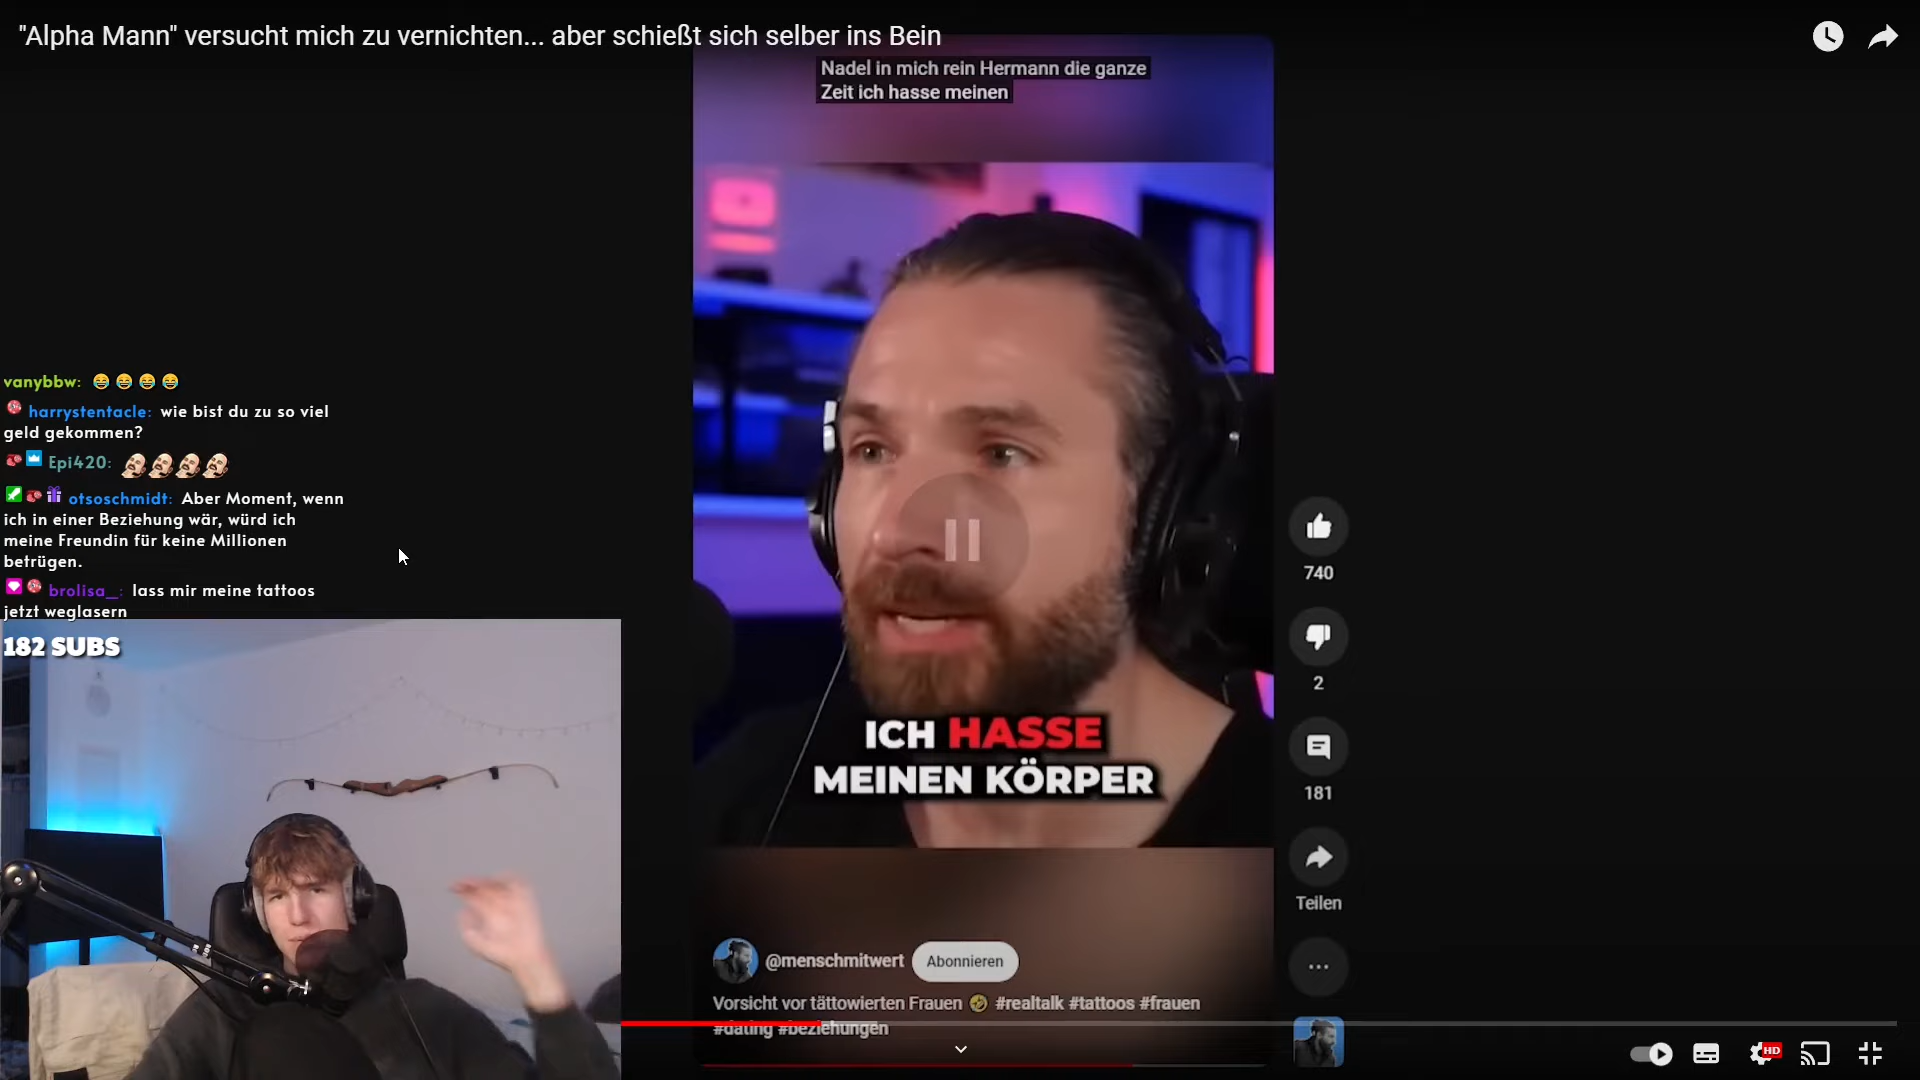 "Alpha Mann" versucht mich zu vernichten... aber schießt sich selber ins Bein
Nadel in mich rein Hermann die ganze
Zeit ich hasse meinen
vanybbw:
harrystentacle: wie bist du zu so viel
geld gekommen?
Epi420:
otsoschmidt: Aber Moment, wenn
ich in einer Beziehung wär, würd ich
meine Freundin für keine Millionen
betrügen.
brolisa__: lass mir meine tattoos
jetzt weglasern
182 SUBS
ICH HASSE
MEINEN KÖRPER
740
2
181
Teilen
@menschmitwert Abonnieren
Vorsicht vor tättowierten Frauen 🤣 #realtalk #tattoos #frauen
#dating #beziehungen
HD